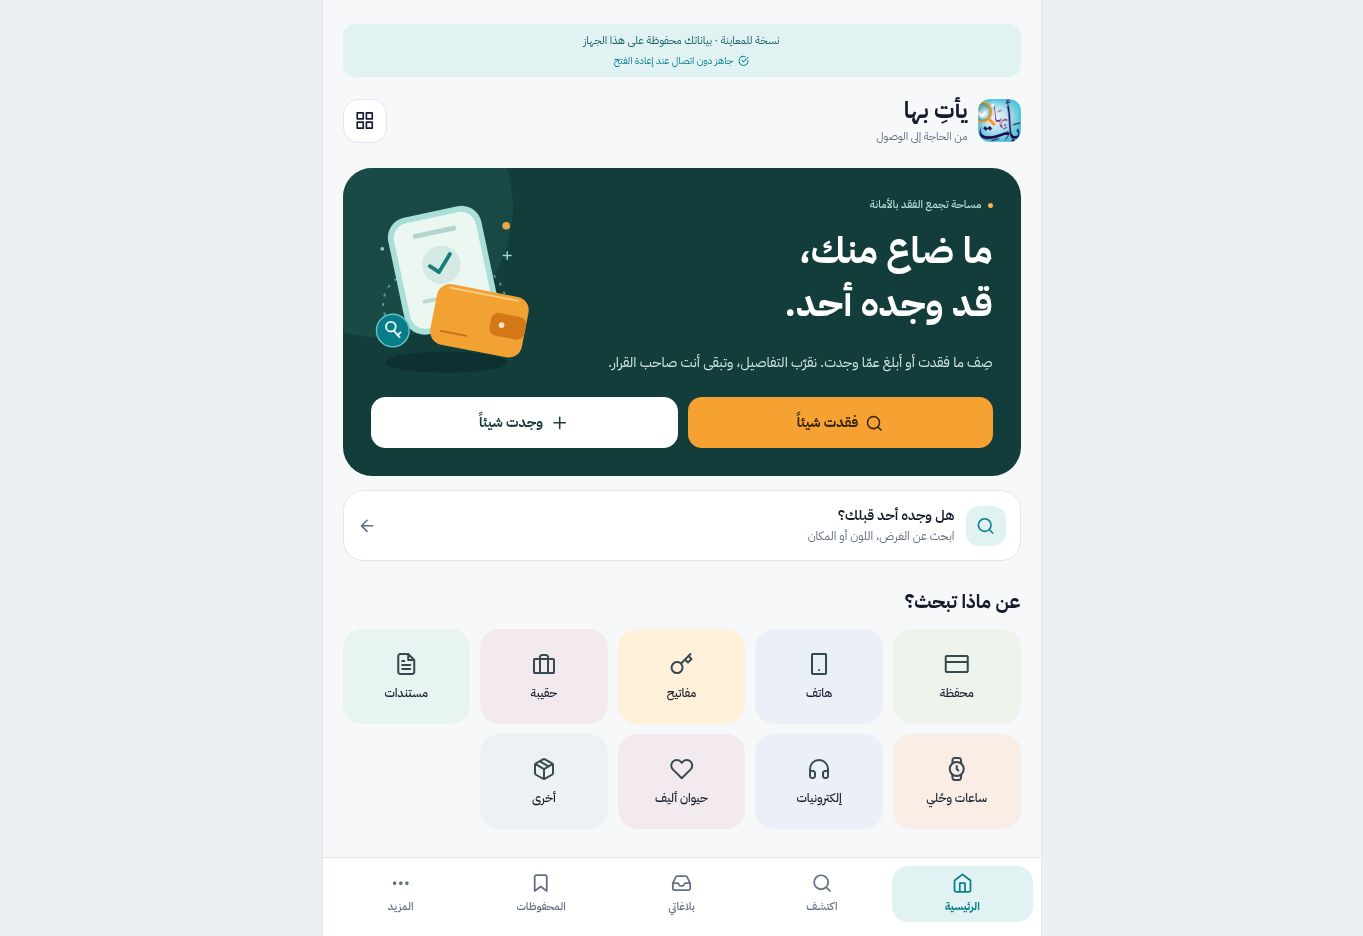 نسخة للمعاينة · بياناتك محفوظة على هذا الجهاز
جاهز دون اتصال عند إعادة الفتح
يأتِ بها
من الحاجة إلى الوصول
مساحة تجمع الفقد بالأمانة
ما ضاع منك،
قد وجده أحد.
صِف ما فقدت أو أبلغ عمّا وجدت. نقرّب التفاصيل، وتبقى أنت صاحب القرار.
فقدت شيئاً
وجدت شيئاً
هل وجده أحد قبلك؟
ابحث عن الغرض، اللون أو المكان
عن ماذا تبحث؟
محفظة
هاتف
مفاتيح
حقيبة
مستندات
ساعات وحُلي
إلكترونيات
حيوان أليف
أخرى
الرئيسية
اكتشف
بلاغاتي
المحفوظات
المزيد